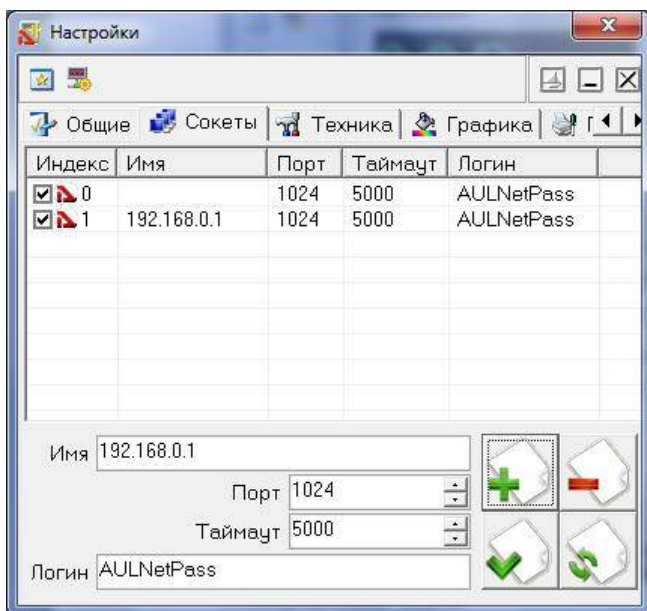 Настройки
Общие Сокеты Техника Графика
Индекс Имя Порт Таймаут Логин
0 1024 5000 AULNetPass
1 192.168.0.1 1024 5000 AULNetPass
Имя 192.168.0.1
Порт 1024
Таймаут 5000
Логин AULNetPass